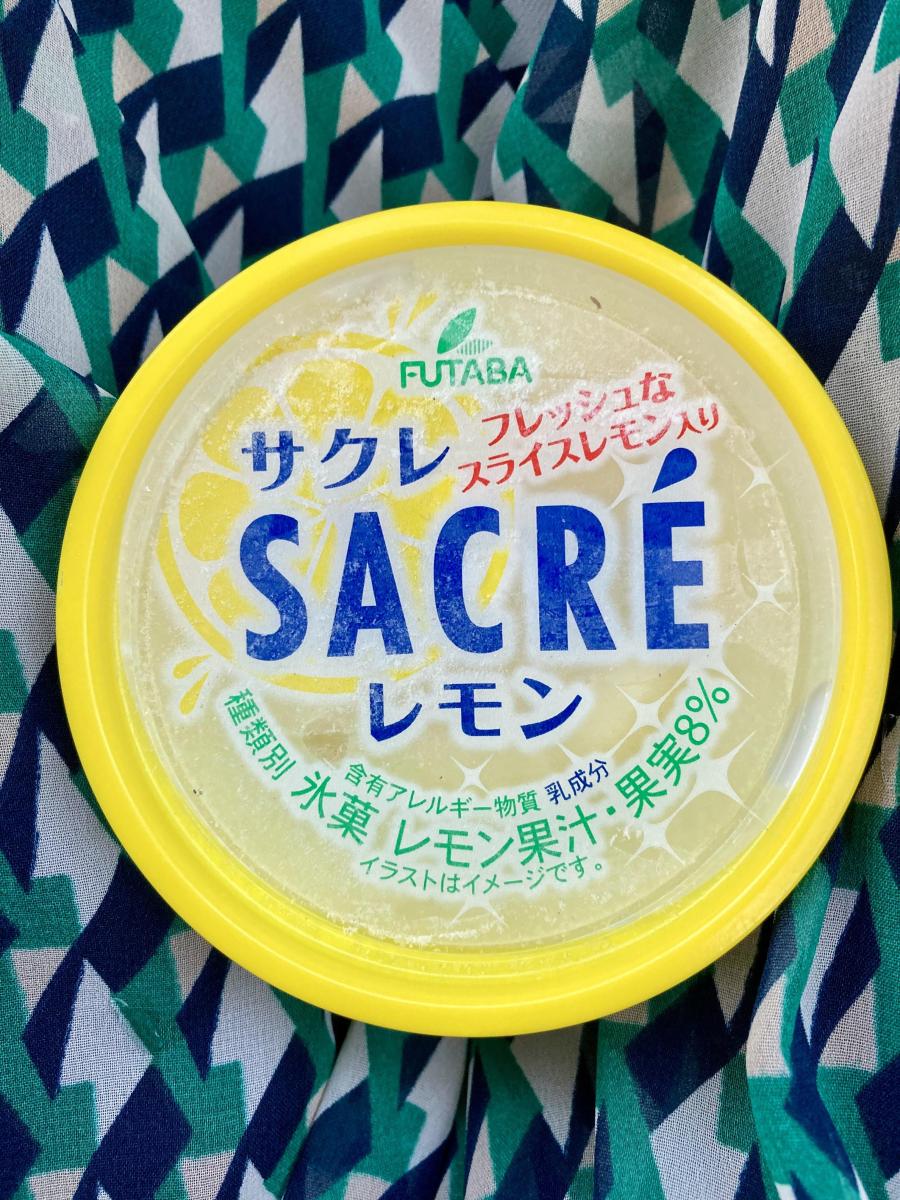 FUTABA
フレッシュな
スライスレモン入り
サクレ
SACRÉ
レモン
種類別 氷菓 レモン果汁・果実8%
含有アレルギー物質 乳成分
イラストはイメージです。